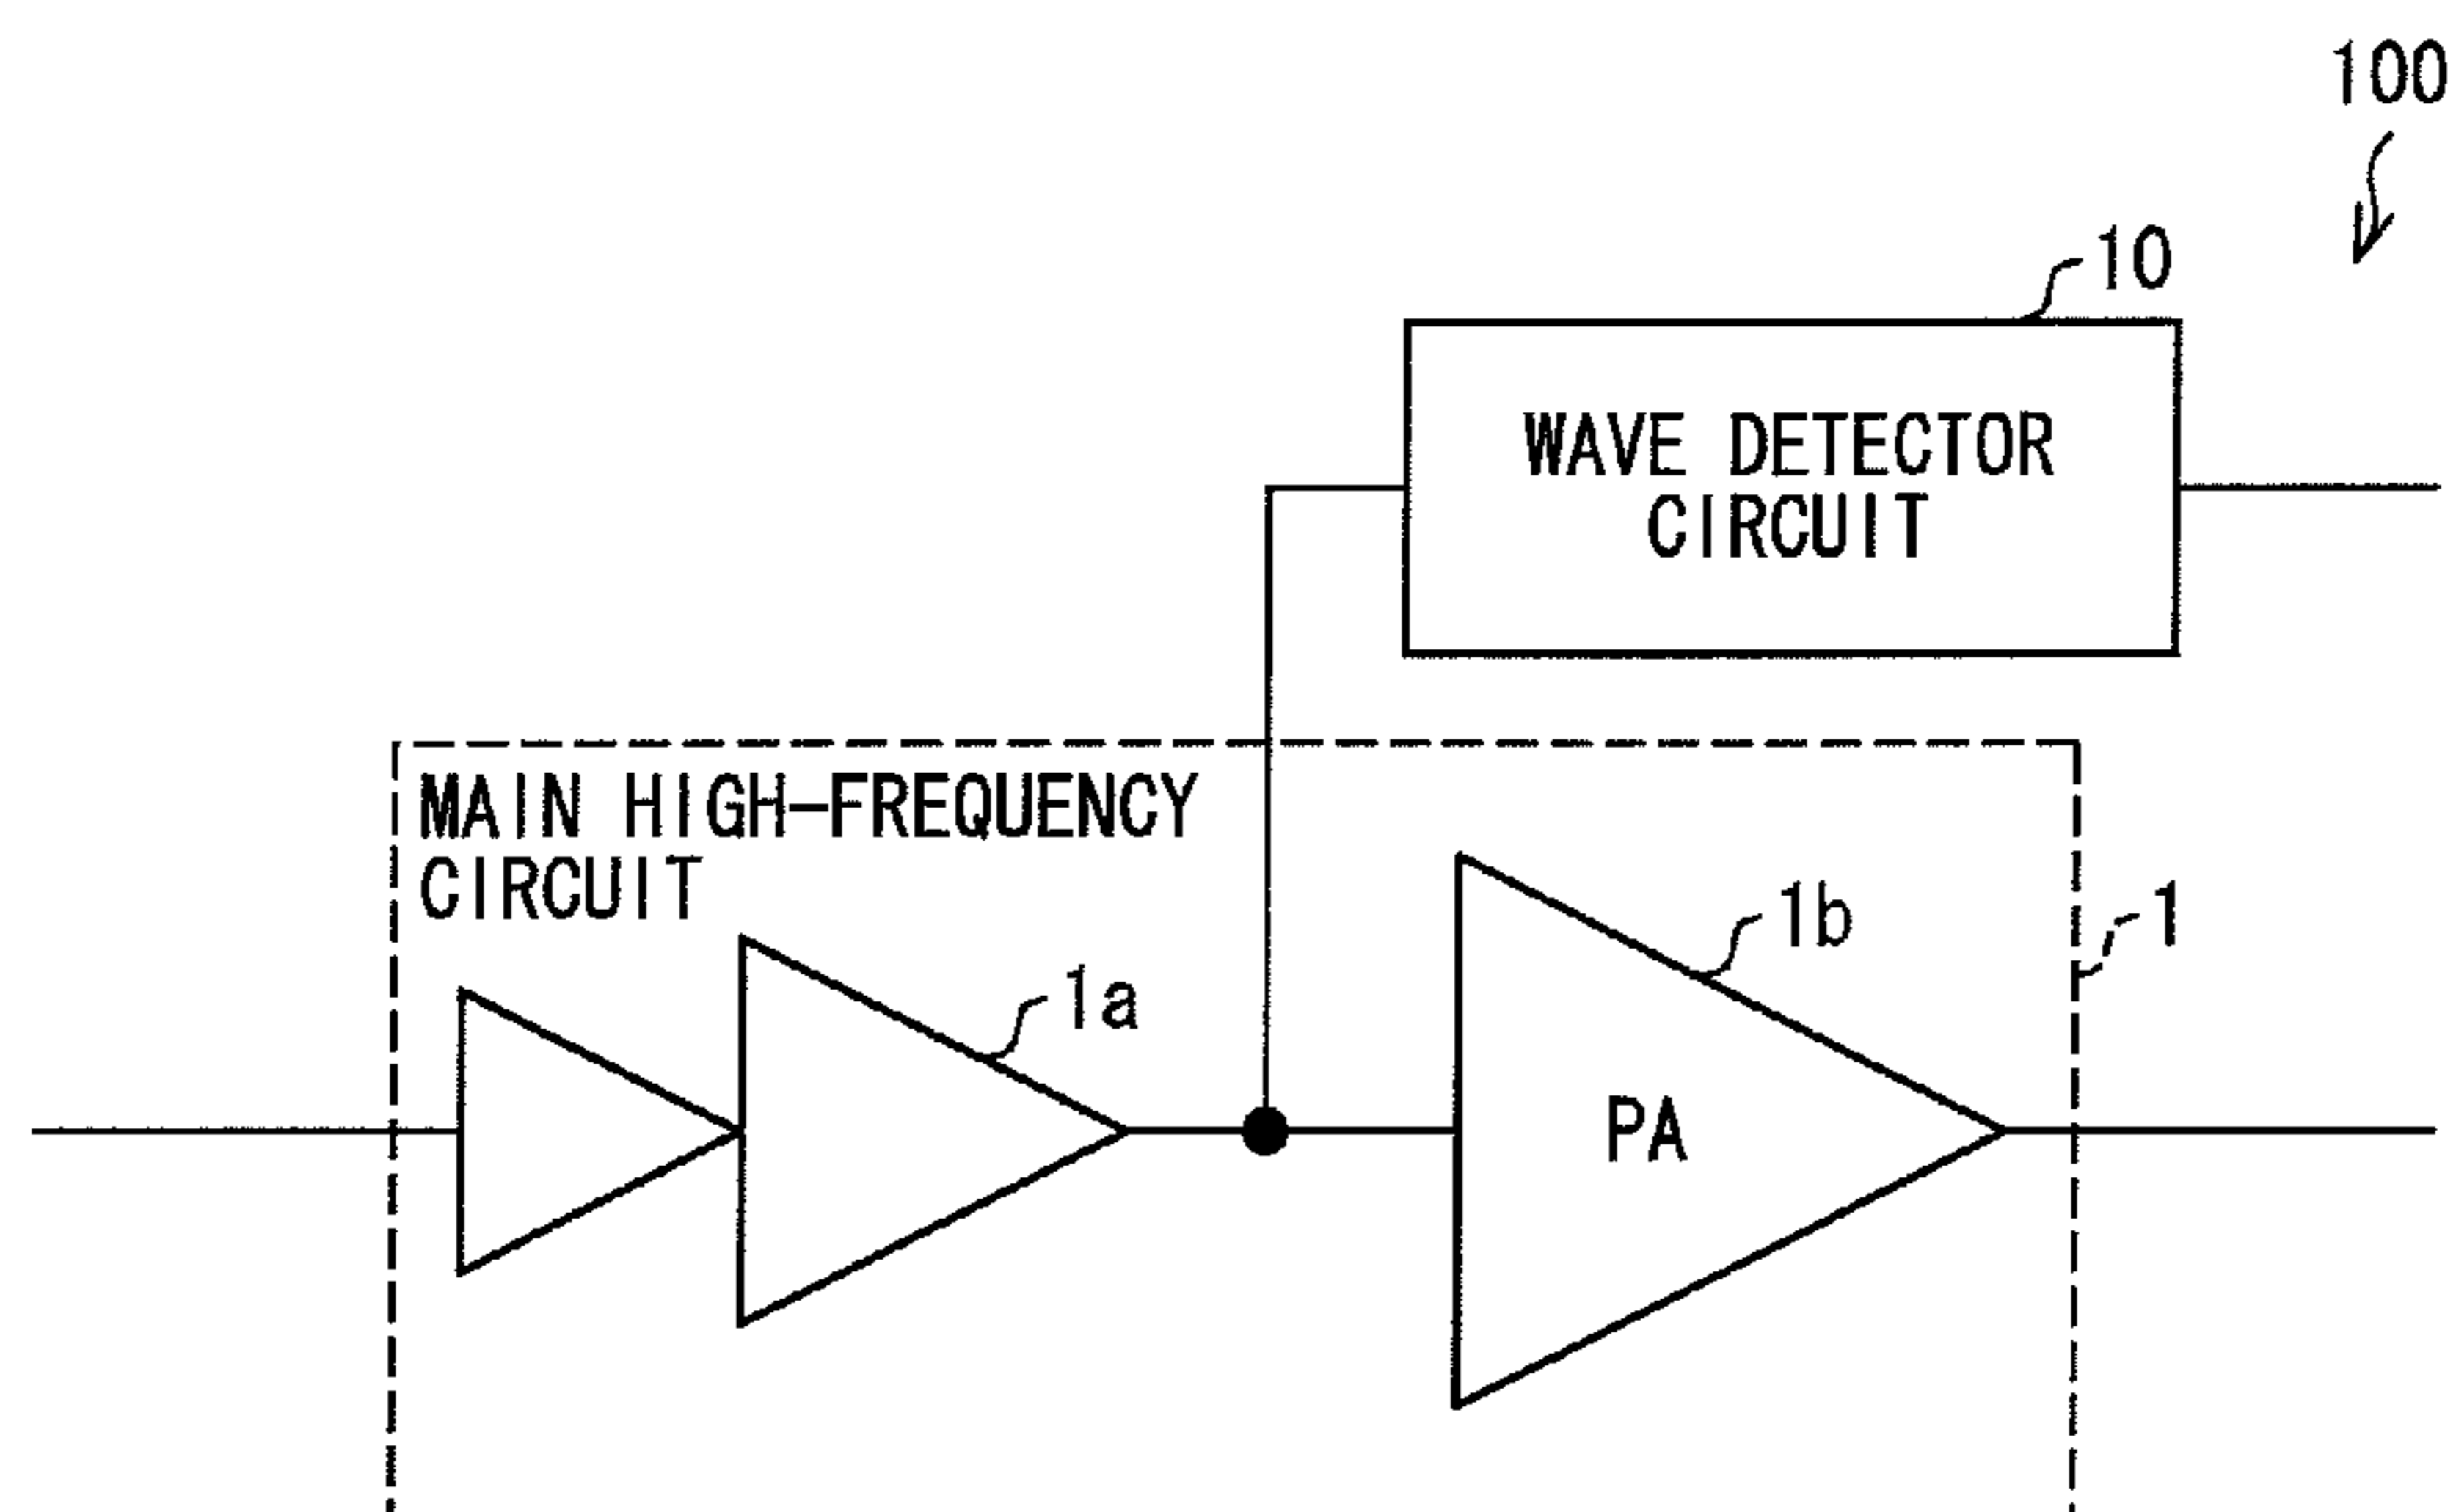 100
10
WAVE DETECTOR
CIRCUIT
MAIN HIGH-FREQUENCY
CIRCUIT
1b
1
1a
PA